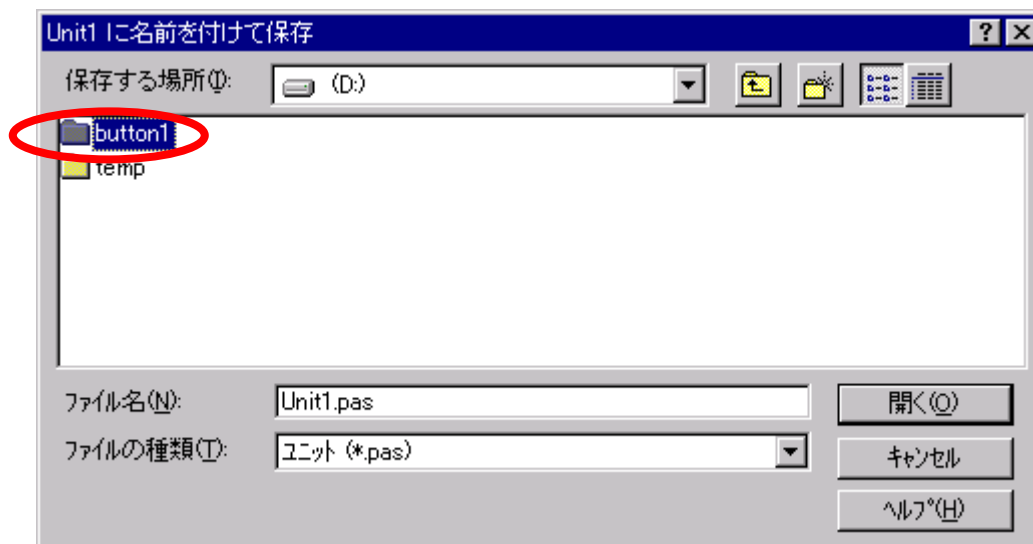 Unit1 に名前を付けて保存
保存する場所(I):
(D:)
button1
temp
ファイル名(N):
Unit1.pas
開く(O)
ファイルの種類(T):
ユニット (*.pas)
キャンセル
ヘルプ(H)